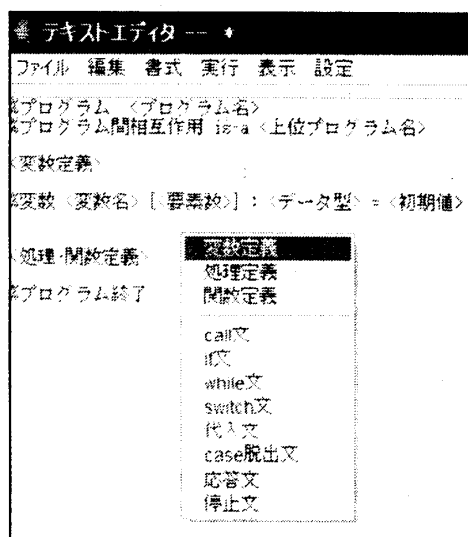 テキストエディタ -- *
ファイル 編集 書式 実行 表示 設定
%プログラム <プログラム名>
%プログラム間相互作用 is-a <上位プログラム名>
<変数定義>
%変数 <変数名> [<要素数>] : <データ型> = <初期値>
<処理・関数定義>
%プログラム終了
変数定義
処理定義
関数定義
call文
if文
while文
switch文
代入文
case脱出文
応答文
停止文